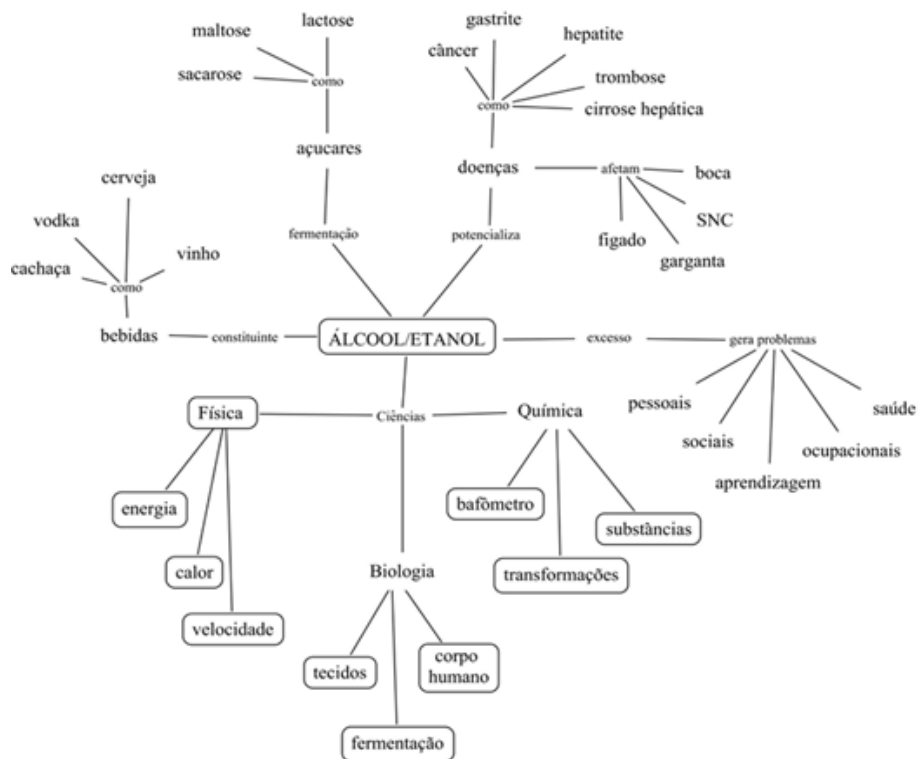 lactose
maltose
sacarose
como
açucares
fermentação
gastrite
câncer
hepatite
trombose
cirrose hepática
como
doenças
afetam
boca
SNC
figado
garganta
potencializa
cerveja
vodka
cachaça
vinho
como
bebidas
constituinte
ÁLCOOL/ETANOL
excesso
gera problemas
pessoais
sociais
aprendizagem
ocupacionais
saúde
Física
Ciências
Química
energia
calor
velocidade
bafômetro
transformações
substâncias
Biologia
tecidos
corpo
humano
fermentação